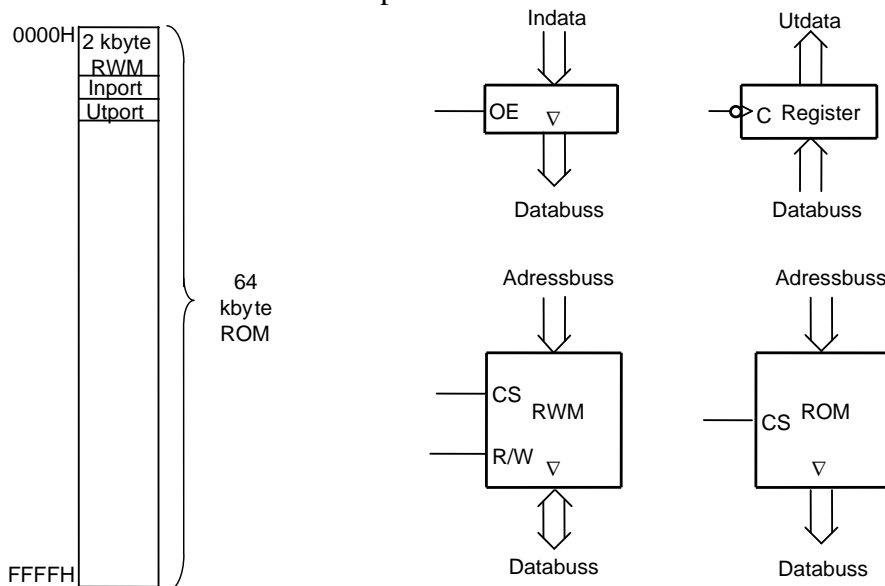 0000H
2 kbyte
RWM
Inport
Utport
64
kbyte
ROM
FFFFH
Indata
OE
∇
Databuss
Utdata
C Register
Databuss
Adressbuss
CS
RWM
R/W
∇
Databuss
Adressbuss
CS
ROM
∇
Databuss